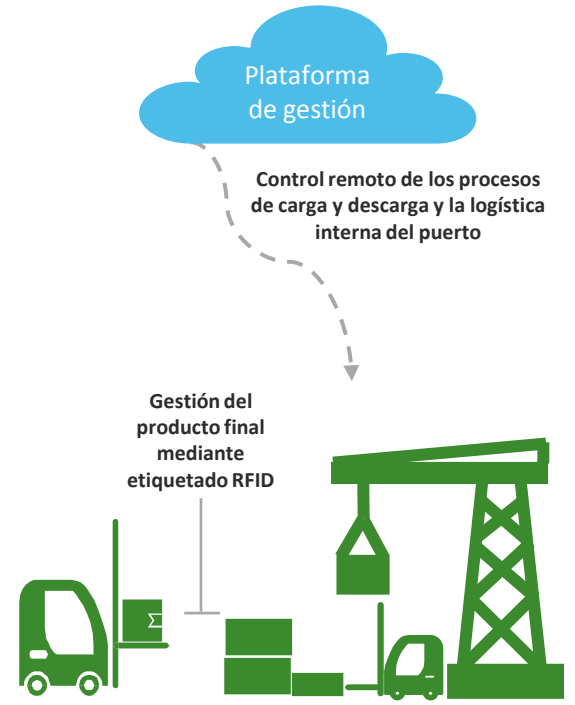 Plataforma
de gestión
Control remoto de los procesos
de carga y descarga y la logística
interna del puerto
Gestión del
producto final
mediante
etiquetado RFID